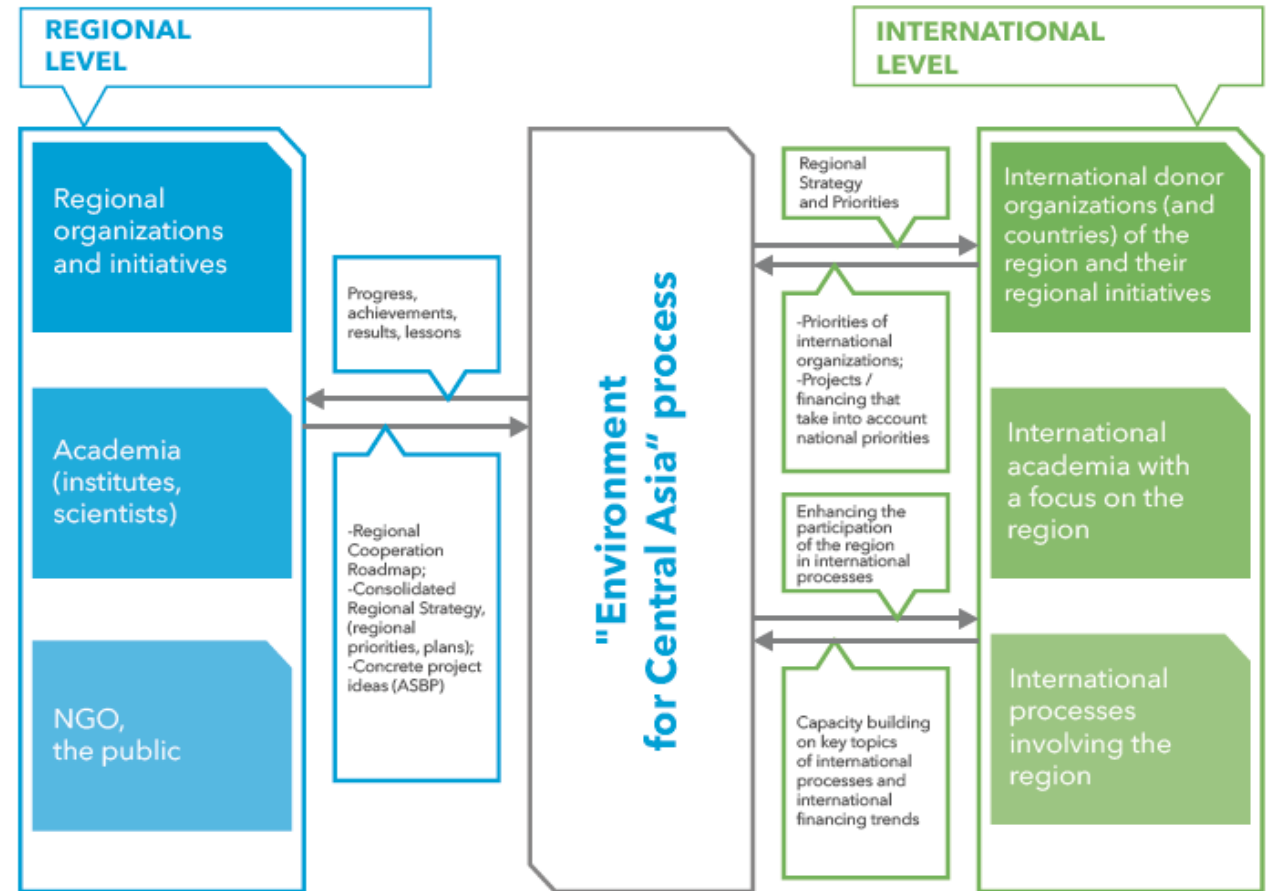 REGIONAL
LEVEL
Regional
organizations
and initiatives
Academia
(institutes,
scientists)
NGO,
the public
Progress,
achievements,
results, lessons
-Regional
Cooperation
Roadmap;
-Consolidated
Regional Strategy,
(regional
priorities, plans);
-Concrete project
ideas (ASBP)
"Environment
for Central Asia” process
INTERNATIONAL
LEVEL
Regional
Strategy
and Priorities
-Priorities of
international
organizations;
-Projects /
financing that
take into account
national priorities
Enhancing the
participation
of the region
in international
processes
Capacity building
on key topics
of international
processes and
international
financing trends
International donor
organizations (and
countries) of the
region and their
regional initiatives
International
academia with
a focus on the
region
International
processes
involving the
region